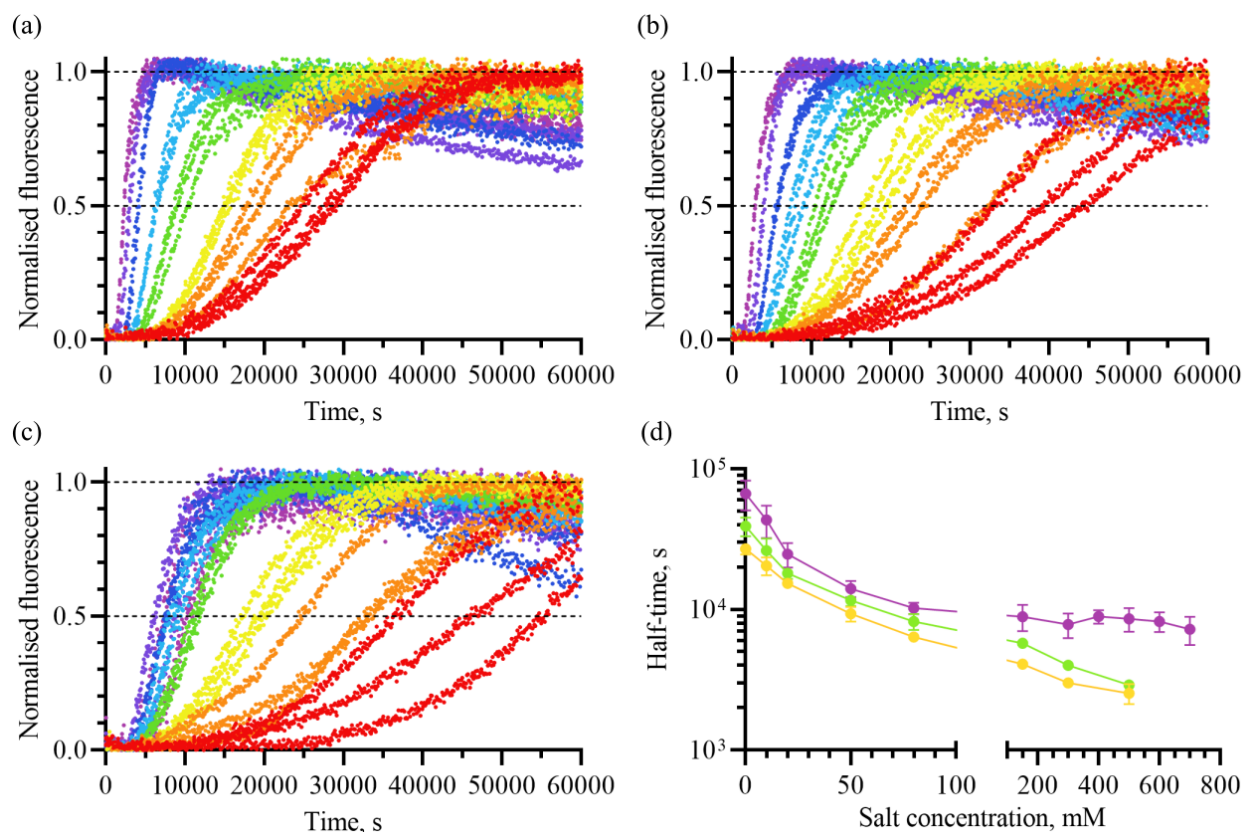 (a)
Normalised fluorescence
1.0
0.5
0.0
0 10000 20000 30000 40000 50000 60000
Time, s
(b)
Normalised fluorescence
1.0
0.5
0.0
0 10000 20000 30000 40000 50000 60000
Time, s
(c)
Normalised fluorescence
1.0
0.5
0.0
0 10000 20000 30000 40000 50000 60000
Time, s
(d)
Half-time, s
10⁵
10⁴
10³
0 50 100 200 400 600 800
Salt concentration, mM